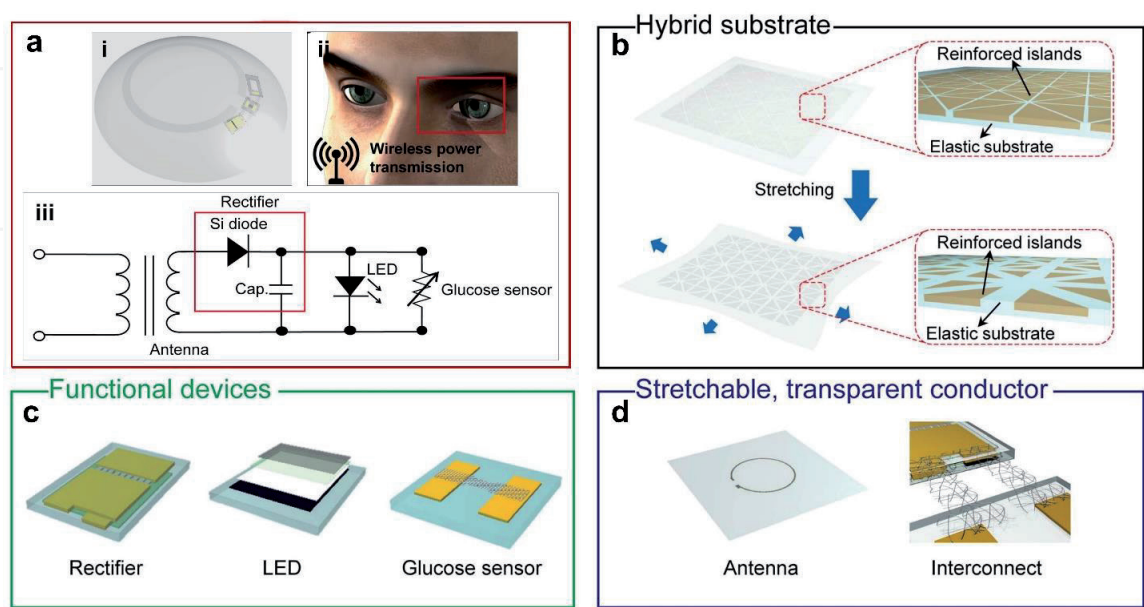 a
i
ii
Wireless power
transmission
iii
Rectifier
Si diode
Cap.
LED
Glucose sensor
Antenna
Hybrid substrate
b
Reinforced islands
Elastic substrate
Stretching
Reinforced islands
Elastic substrate
Functional devices
c
Rectifier
LED
Glucose sensor
Stretchable, transparent conductor
d
Antenna
Interconnect